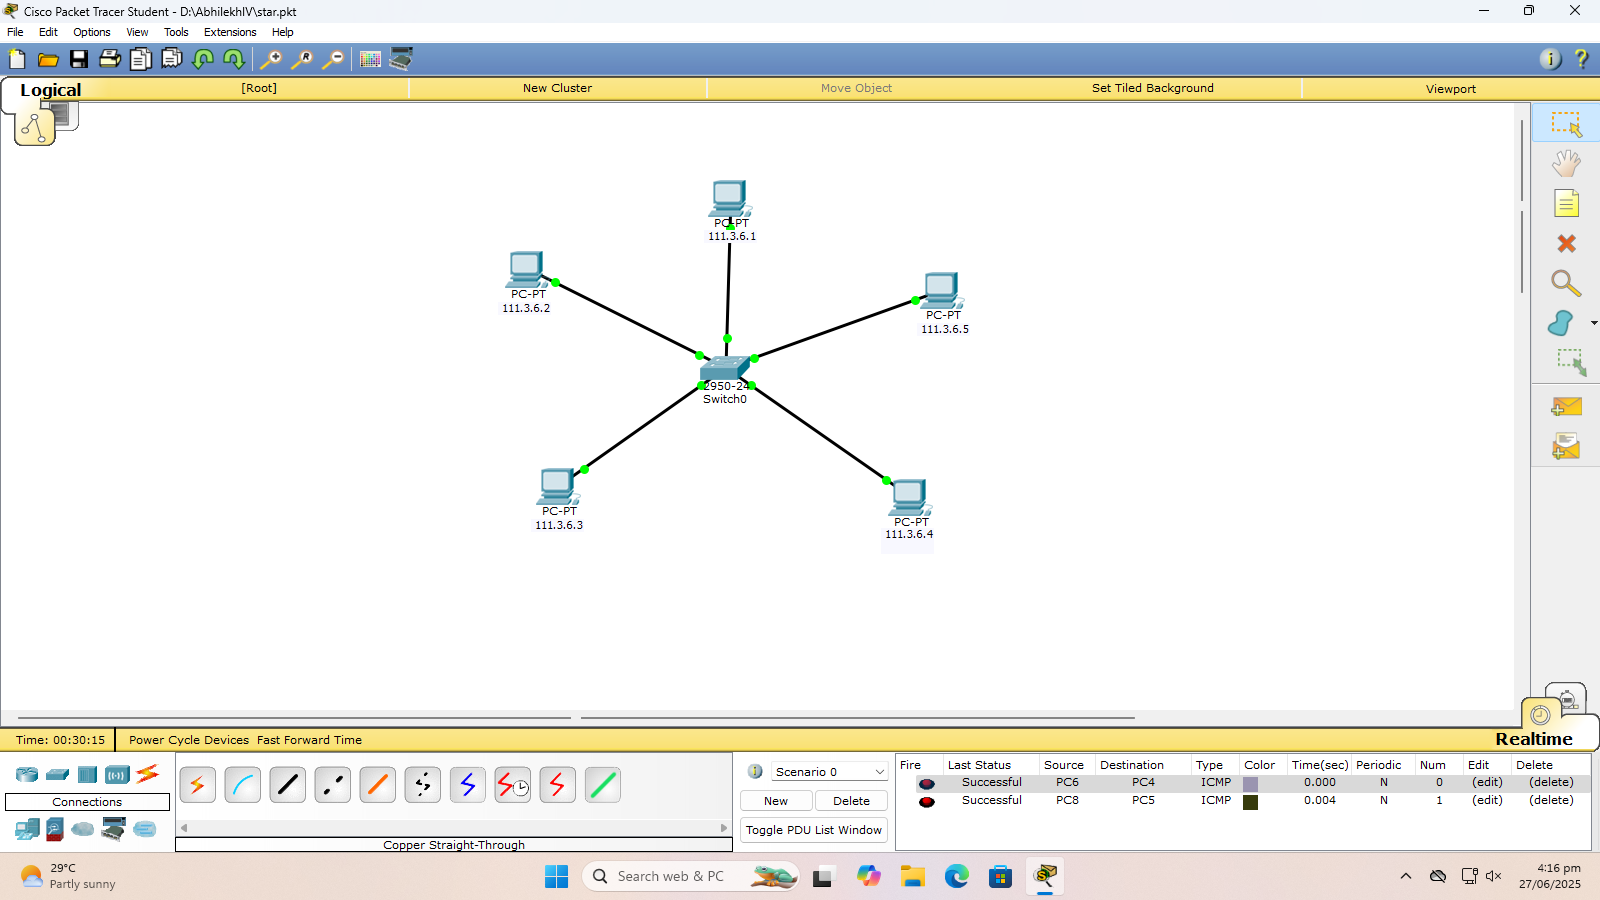 Cisco Packet Tracer Student - D:\AbhilekhIV\star.pkt
File Edit Options View Tools Extensions Help
Logical [Root] New Cluster Move Object Set Tiled Background Viewport
PC-PT
111.3.6.1
PC-PT
111.3.6.2
PC-PT
111.3.6.5
2950-24
Switch0
PC-PT
111.3.6.3
PC-PT
111.3.6.4
Realtime
Time: 00:30:15 Power Cycle Devices Fast Forward Time
Connections
Copper Straight-Through
Scenario 0
New Delete
Toggle PDU List Window
Fire Last Status Source Destination Type Color Time(sec) Periodic Num Edit Delete
Successful PC6 PC4 ICMP 0.000 N 0 (edit) (delete)
Successful PC8 PC5 ICMP 0.004 N 1 (edit) (delete)
29°C
Partly sunny
Search web & PC
4:16 pm
27/06/2025